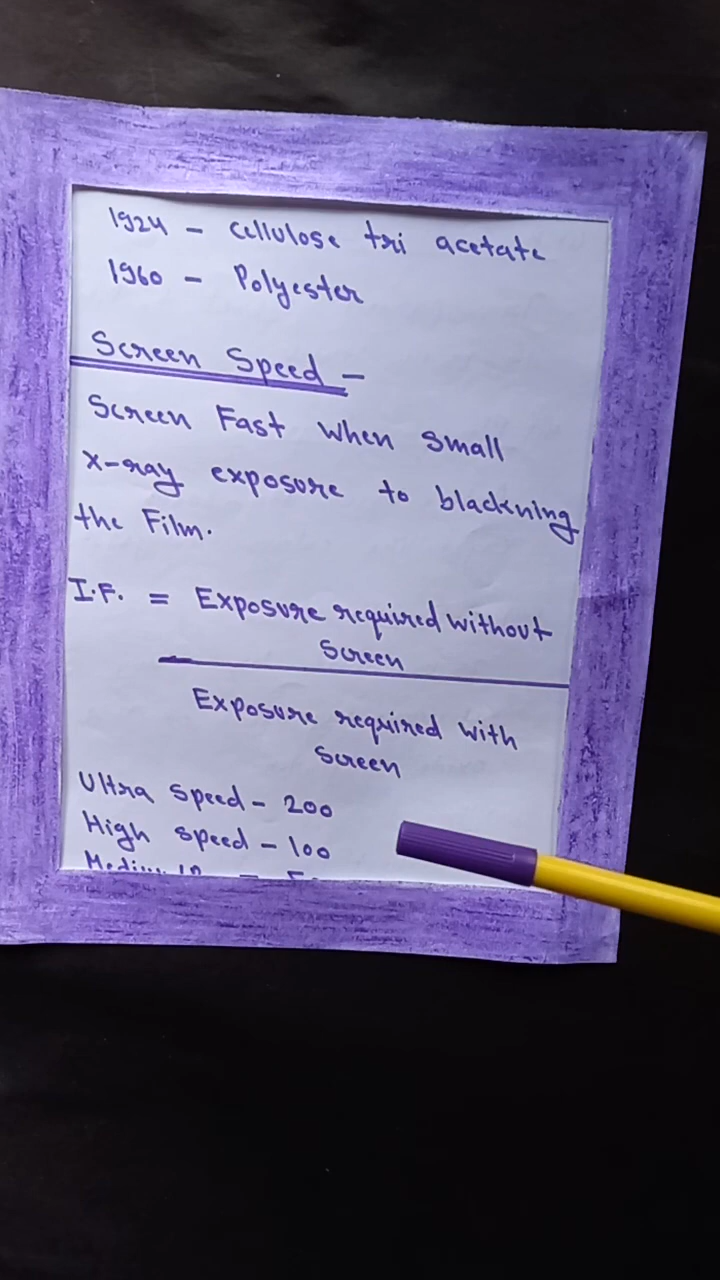 1924 - Cellulose tri acetate
1960 - Polyester
Screen Speed -
Screen Fast when small
x-ray exposure to blackning
the Film.
I.F. = Exposure required without
Screen
Exposure required with
Screen
Ultra Speed - 200
High speed - 100